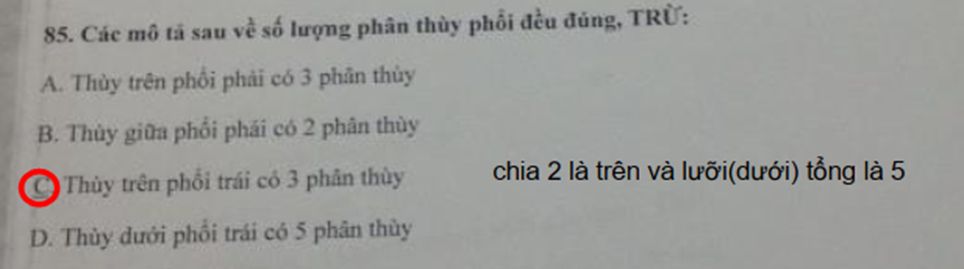 85. Các mô tả sau về số lượng phân thùy phổi đều đúng, TRỪ:
A. Thùy trên phổi phải có 3 phân thùy
B. Thùy giữa phổi phải có 2 phân thùy
C. Thùy trên phổi trái có 3 phân thùy
chia 2 là trên và lưỡi(dưới) tổng là 5
D. Thùy dưới phổi trái có 5 phân thùy